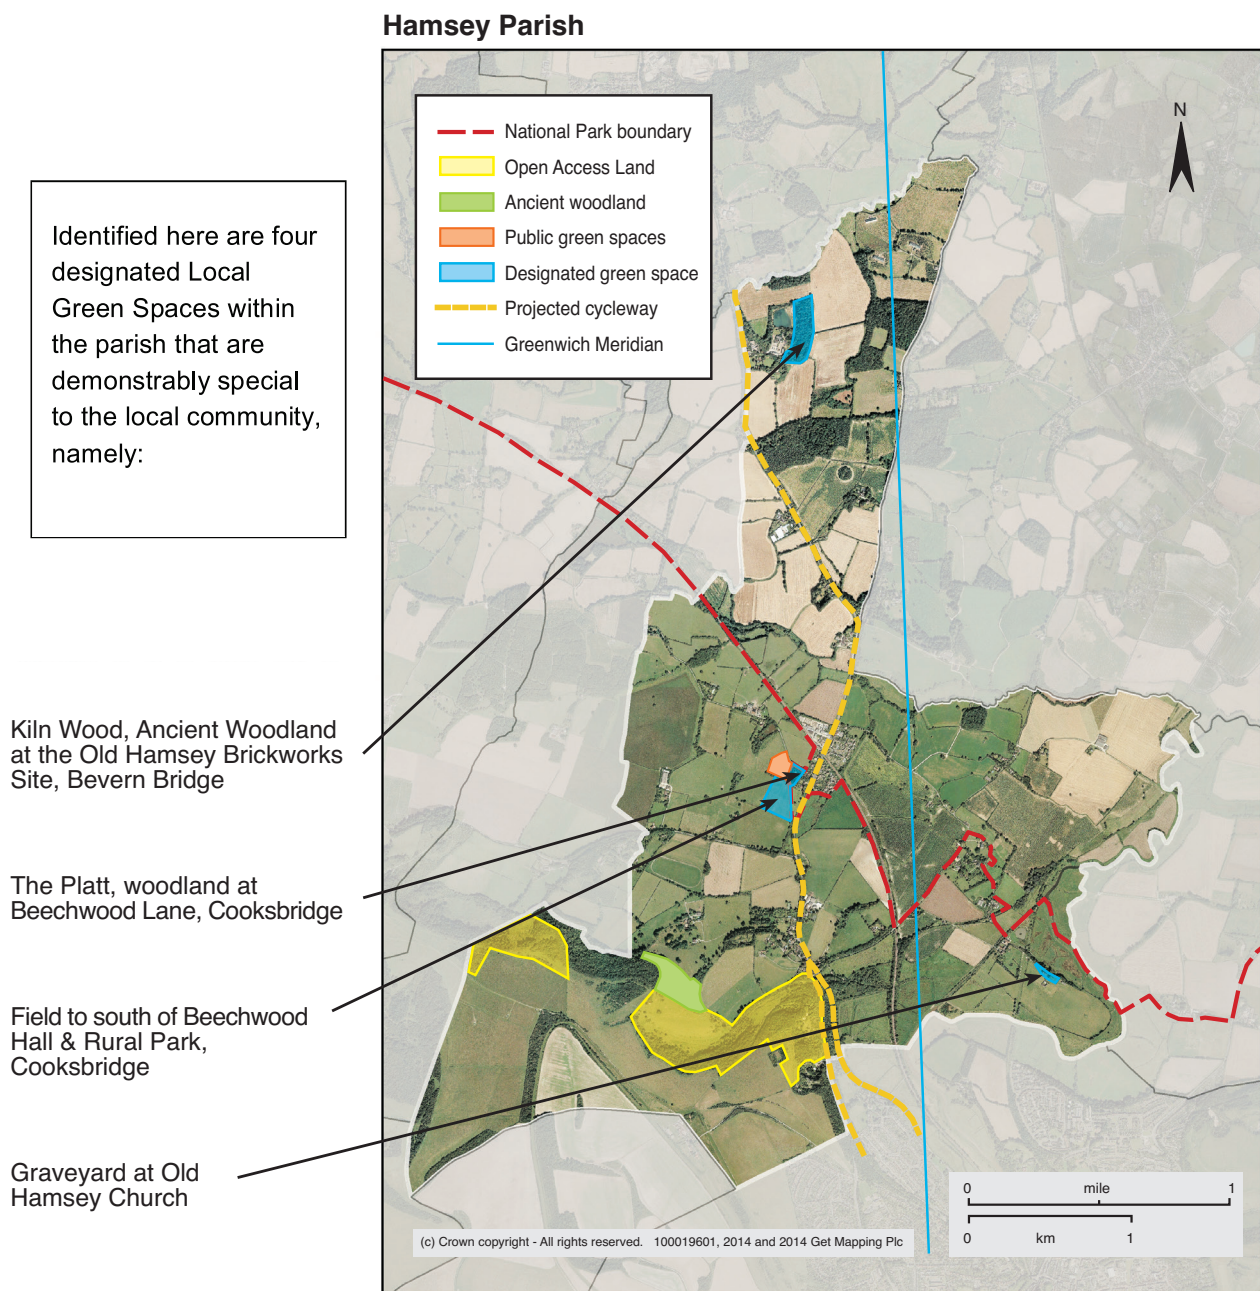 Hamsey Parish
National Park boundary
Open Access Land
Ancient woodland
Public green spaces
Designated green space
Projected cycleway
Greenwich Meridian
N
Identified here are four
designated Local
Green Spaces within
the parish that are
demonstrably special
to the local community,
namely:
Kiln Wood, Ancient Woodland
at the Old Hamsey Brickworks
Site, Bevern Bridge
The Platt, woodland at
Beechwood Lane, Cooksbridge
Field to south of Beechwood
Hall & Rural Park,
Cooksbridge
Graveyard at Old
Hamsey Church
0 mile 1
0 km 1
(c) Crown copyright - All rights reserved. 100019601, 2014 and 2014 Get Mapping Plc